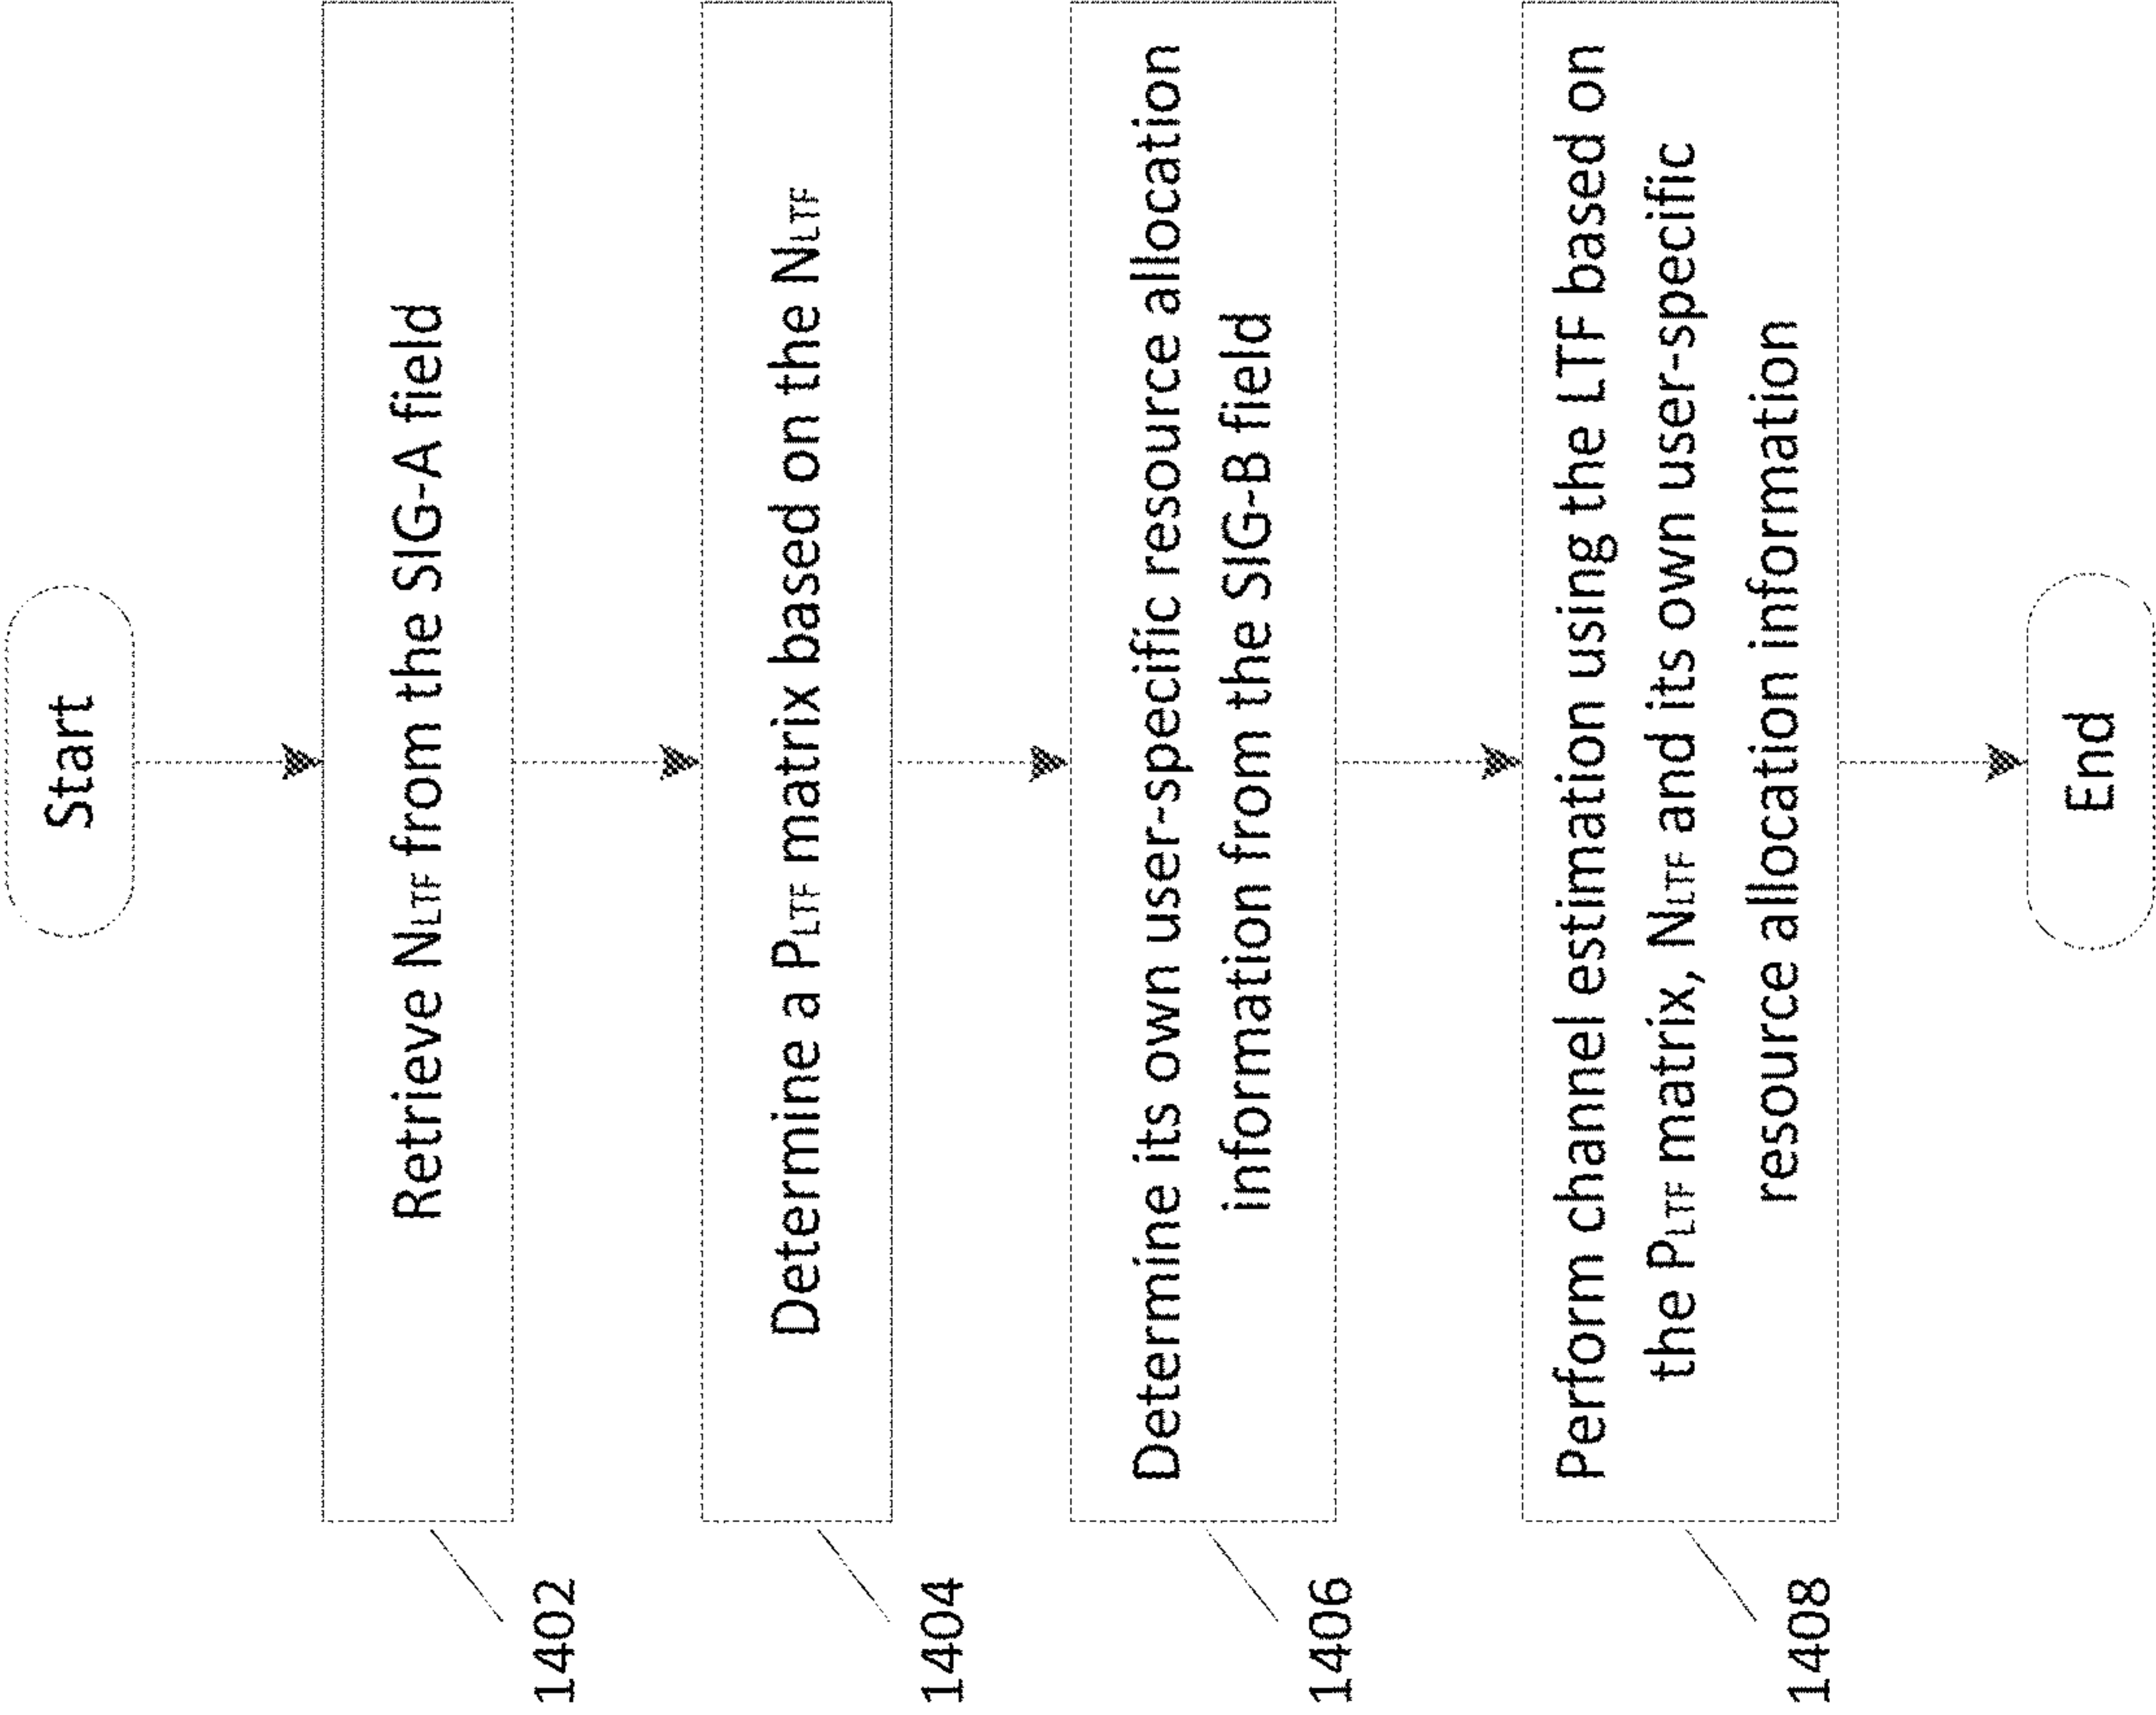 Start
Retrieve NLTF from the SIG-A field
1402
Determine a PLTF matrix based on the NLTF
1404
Determine its own user-specific resource allocation
information from the SIG-B field
1406
Perform channel estimation using the LTF based on
the PLTF matrix, NLTF and its own user-specific
resource allocation information
1408
End